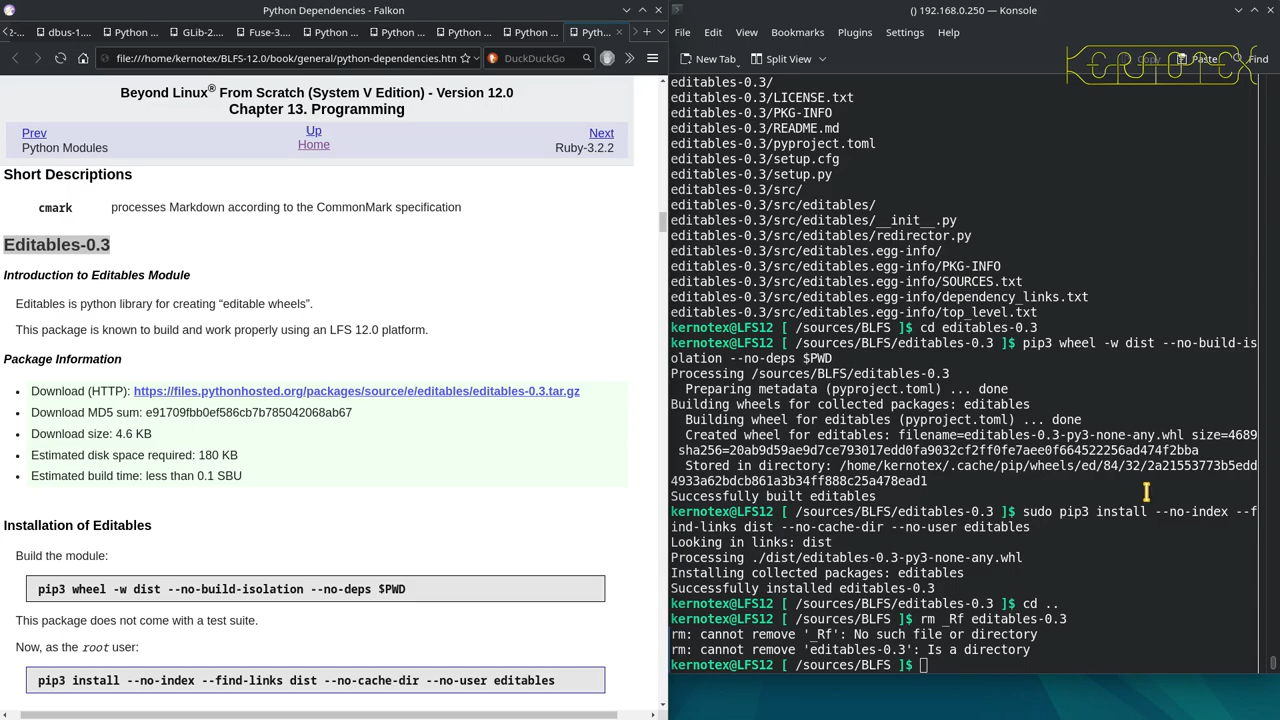 Python Dependencies - Falkon
2-...
dbus-1....
Python ...
GLib-2....
Fuse-3....
Python ...
Python ...
Python ...
Python ...
Pyth...
file:///home/kernotex/BLFS-12.0/book/general/python-dependencies.htn
DuckDuckGo
Beyond Linux® From Scratch (System V Edition) - Version 12.0
Chapter 13. Programming
Prev
Up
Next
Python Modules
Home
Ruby-3.2.2
Short Descriptions
cmark processes Markdown according to the CommonMark specification
Editables-0.3
Introduction to Editables Module
Editables is python library for creating “editable wheels”.
This package is known to build and work properly using an LFS 12.0 platform.
Package Information
• Download (HTTP): https://files.pythonhosted.org/packages/source/e/editables/editables-0.3.tar.gz
• Download MD5 sum: e91709fbb0ef586cb7b785042068ab67
• Download size: 4.6 KB
• Estimated disk space required: 180 KB
• Estimated build time: less than 0.1 SBU
Installation of Editables
Build the module:
pip3 wheel -w dist --no-build-isolation --no-deps $PWD
This package does not come with a test suite.
Now, as the root user:
pip3 install --no-index --find-links dist --no-cache-dir --no-user editables
() 192.168.0.250 — Konsole
File Edit View Bookmarks Plugins Settings Help
New Tab Split View Copy Paste Find
KERNOTEX
editables-0.3/
editables-0.3/LICENSE.txt
editables-0.3/PKG-INFO
editables-0.3/README.md
editables-0.3/pyproject.toml
editables-0.3/setup.cfg
editables-0.3/setup.py
editables-0.3/src/
editables-0.3/src/editables/
editables-0.3/src/editables/__init__.py
editables-0.3/src/editables/redirector.py
editables-0.3/src/editables.egg-info/
editables-0.3/src/editables.egg-info/PKG-INFO
editables-0.3/src/editables.egg-info/SOURCES.txt
editables-0.3/src/editables.egg-info/dependency_links.txt
editables-0.3/src/editables.egg-info/top_level.txt
kernotex@LFS12 [ /sources/BLFS ]$ cd editables-0.3
kernotex@LFS12 [ /sources/BLFS/editables-0.3 ]$ pip3 wheel -w dist --no-build-is
olation --no-deps $PWD
Processing /sources/BLFS/editables-0.3
Preparing metadata (pyproject.toml) ... done
Building wheels for collected packages: editables
Building wheel for editables (pyproject.toml) ... done
Created wheel for editables: filename=editables-0.3-py3-none-any.whl size=4689
sha256=20ab9d59ae9d7ce793017edd0fa9032cf2ff0fe7aee0f664522256ad474f2bba
Stored in directory: /home/kernotex/.cache/pip/wheels/ed/84/32/2a21553773b5edd
4933a62bdcb861a3b34ff888c25a478ead1
Successfully built editables
kernotex@LFS12 [ /sources/BLFS/editables-0.3 ]$ sudo pip3 install --no-index --f
ind-links dist --no-cache-dir --no-user editables
Looking in links: dist
Processing ./dist/editables-0.3-py3-none-any.whl
Installing collected packages: editables
Successfully installed editables-0.3
kernotex@LFS12 [ /sources/BLFS/editables-0.3 ]$ cd ..
kernotex@LFS12 [ /sources/BLFS ]$ rm _Rf editables-0.3
rm: cannot remove '_Rf': No such file or directory
rm: cannot remove 'editables-0.3': Is a directory
kernotex@LFS12 [ /sources/BLFS ]$